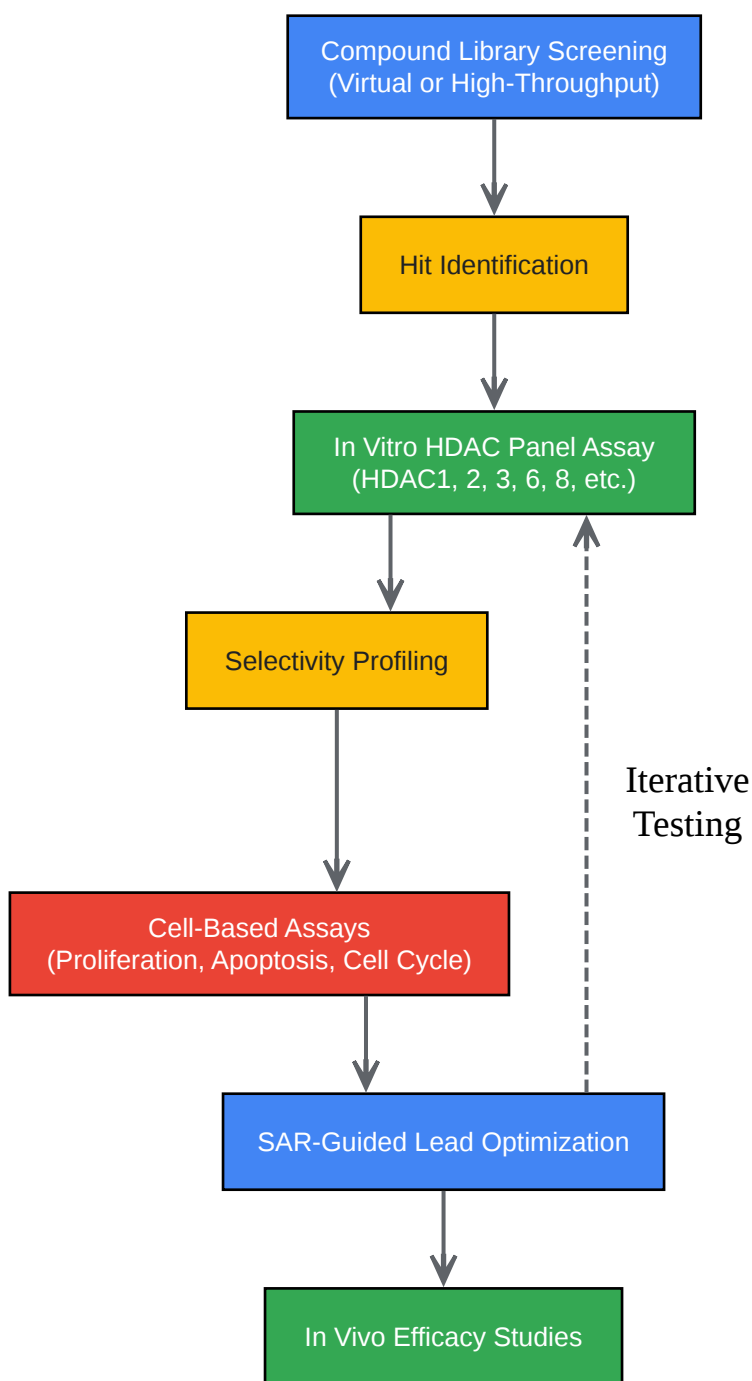 Compound Library Screening
(Virtual or High-Throughput)
Hit Identification
In Vitro HDAC Panel Assay
(HDAC1, 2, 3, 6, 8, etc.)
Selectivity Profiling
Iterative
Testing
Cell-Based Assays
(Proliferation, Apoptosis, Cell Cycle)
SAR-Guided Lead Optimization
In Vivo Efficacy Studies